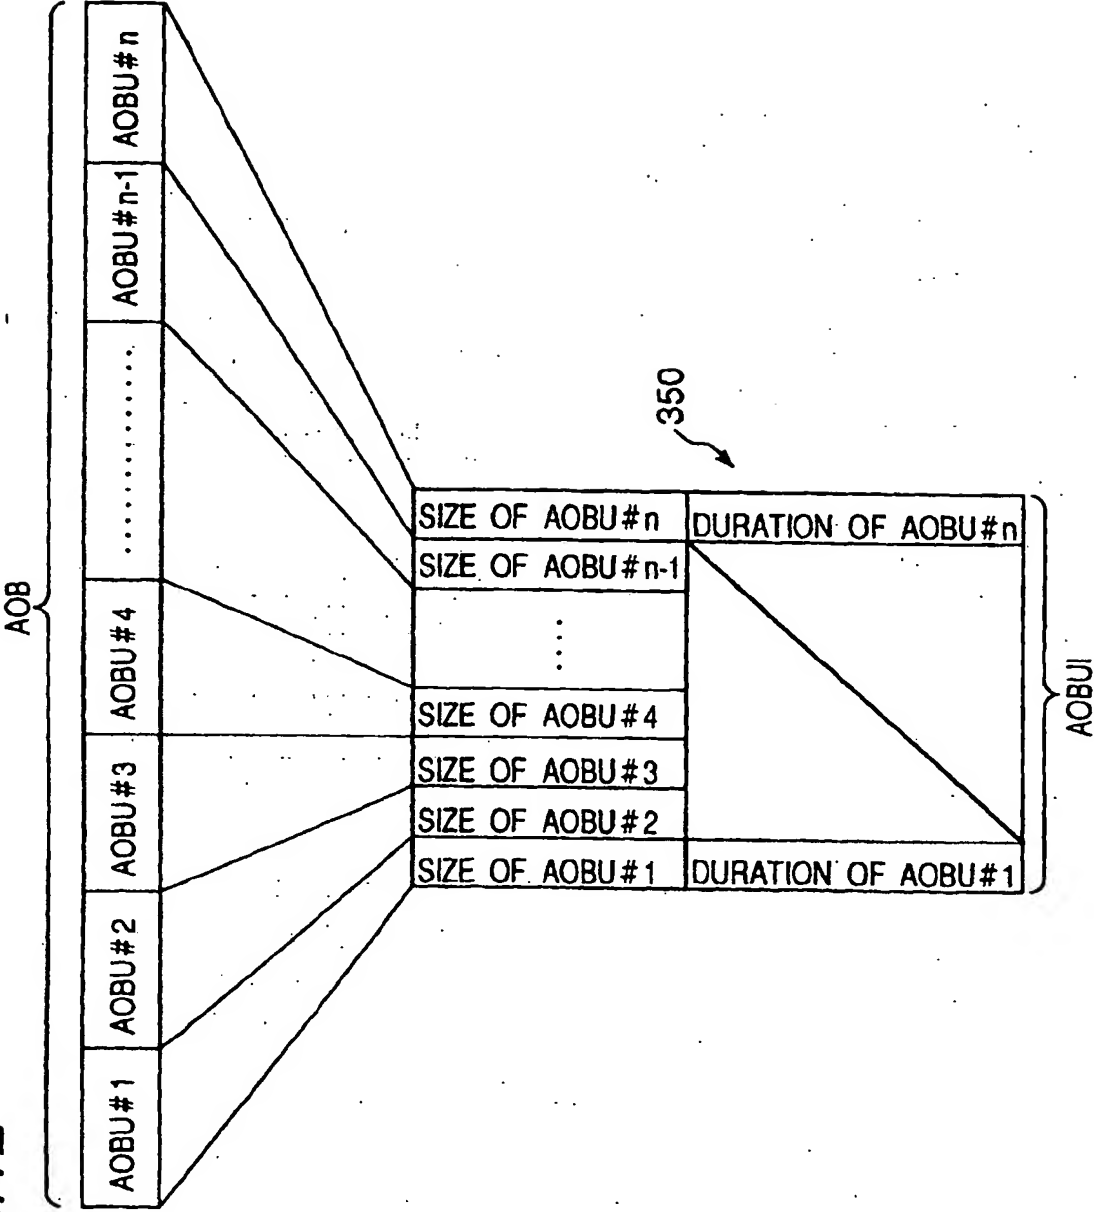 AOB
AOBU#1 AOBU#2 AOBU#3 AOBU#4 ............. AOBU#n-1 AOBU#n
350
SIZE OF AOBU#n DURATION OF AOBU#n
SIZE OF AOBU#n-1
....
SIZE OF AOBU#4
SIZE OF AOBU#3
SIZE OF AOBU#2
SIZE OF AOBU#1 DURATION OF AOBU#1
AOBUI